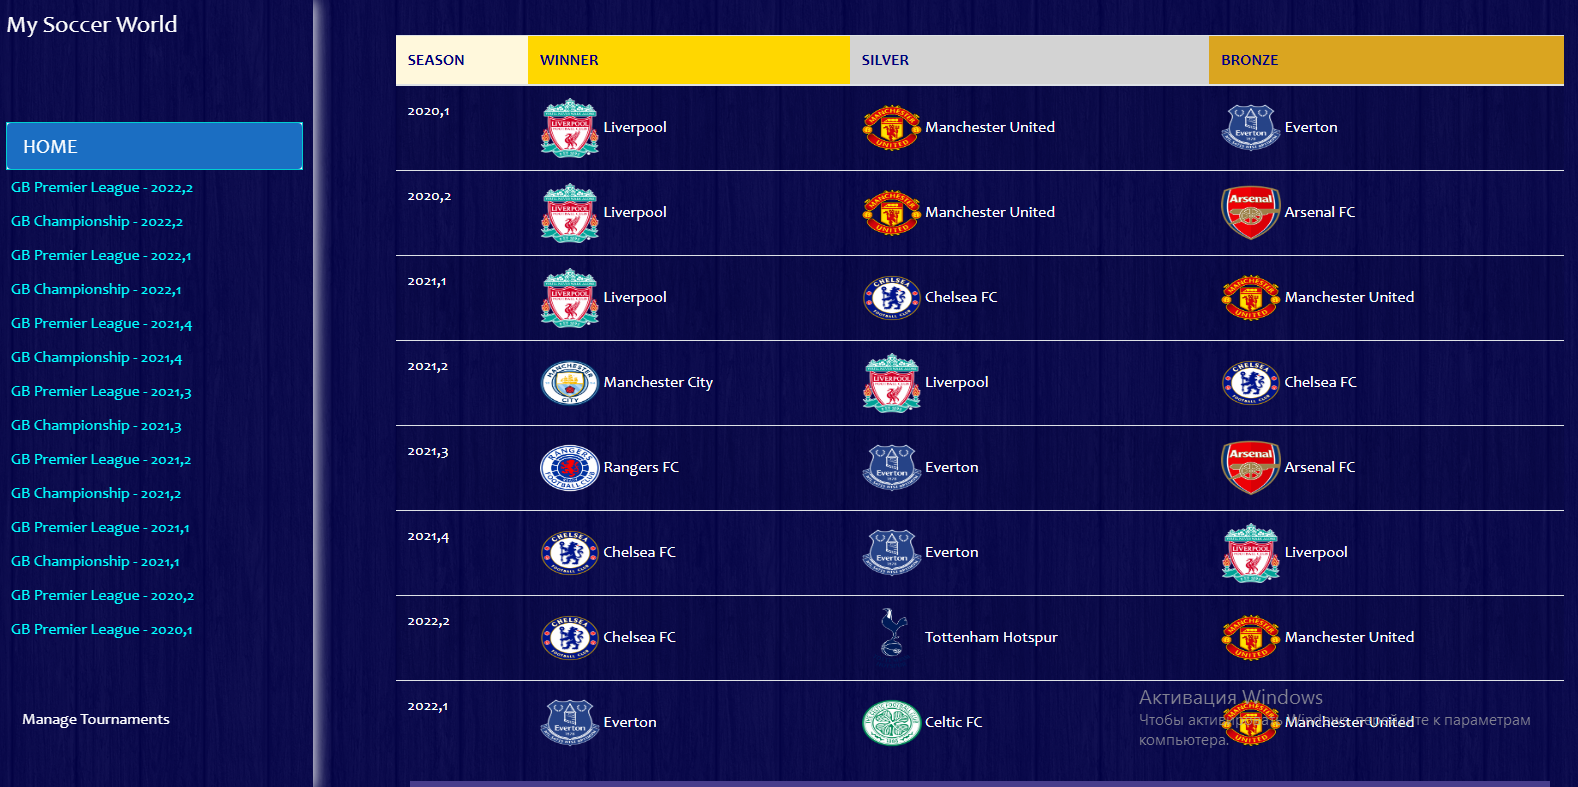 My Soccer World
HOME
GB Premier League - 2022,2
GB Championship - 2022,2
GB Premier League - 2022,1
GB Championship - 2022,1
GB Premier League - 2021,4
GB Championship - 2021,4
GB Premier League - 2021,3
GB Championship - 2021,3
GB Premier League - 2021,2
GB Championship - 2021,2
GB Premier League - 2021,1
GB Championship - 2021,1
GB Premier League - 2020,2
GB Premier League - 2020,1
Manage Tournaments
SEASON WINNER SILVER BRONZE
2020,1 Liverpool Manchester United Everton
2020,2 Liverpool Manchester United Arsenal FC
2021,1 Liverpool Chelsea FC Manchester United
2021,2 Manchester City Liverpool Chelsea FC
2021,3 Rangers FC Everton Arsenal FC
2021,4 Chelsea FC Everton Liverpool
2022,2 Chelsea FC Tottenham Hotspur Manchester United
2022,1 Everton Celtic FC Manchester United
Активация Windows
Чтобы активировать Windows, перейдите к параметрам
компьютера.